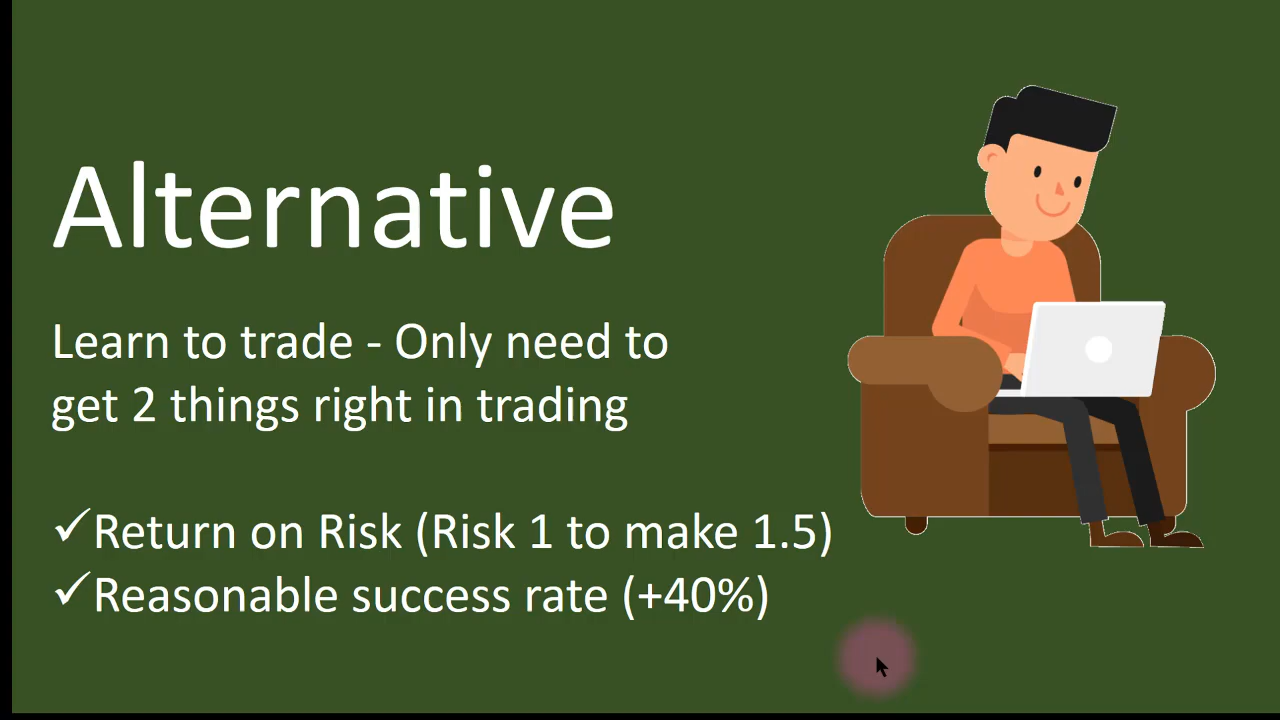 Alternative
Learn to trade - Only need to
get 2 things right in trading
✓Return on Risk (Risk 1 to make 1.5)
✓Reasonable success rate (+40%)